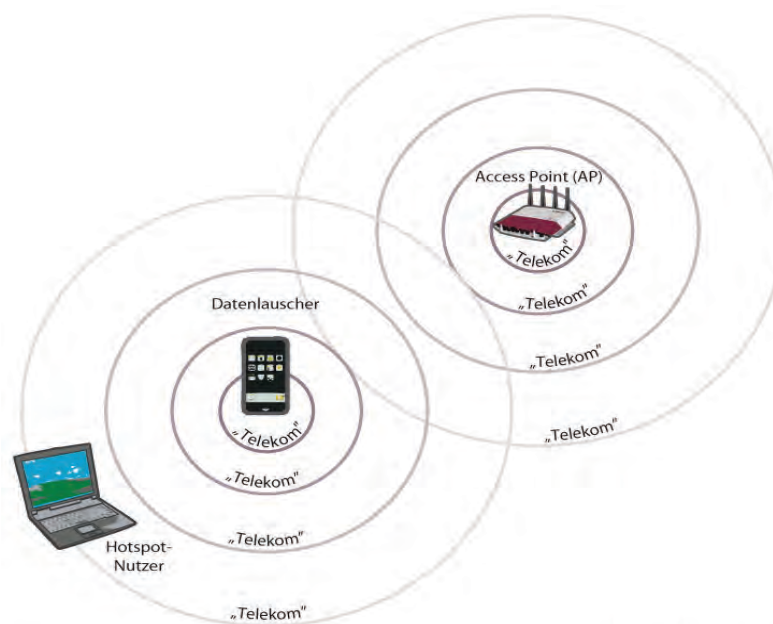 Access Point (AP)
„Telekom“
„Telekom“
„Telekom“
„Telekom“
Datenlauscher
„Telekom“
„Telekom“
„Telekom“
„Telekom“
Hotspot-
Nutzer